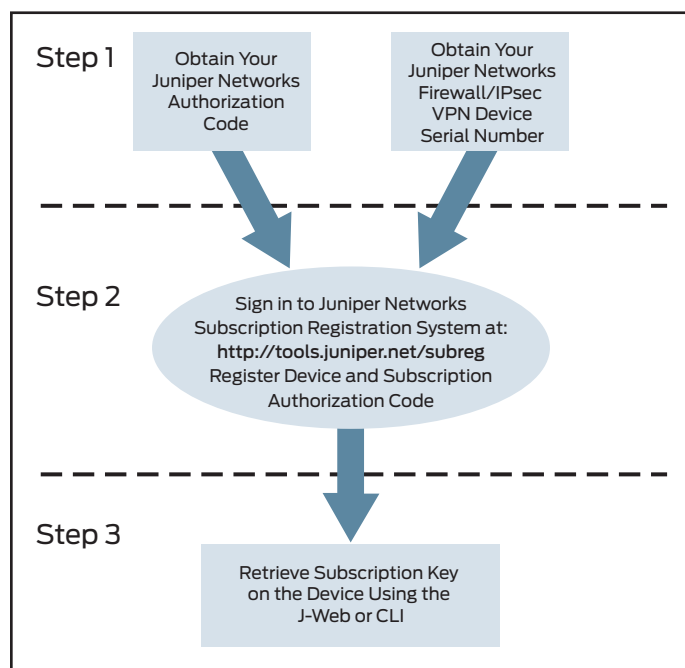 Step 1
Obtain Your
Juniper Networks
Authorization
Code
Obtain Your
Juniper Networks
Firewall/IPsec
VPN Device
Serial Number
Step 2
Sign in to Juniper Networks
Subscription Registration System at:
http://tools.juniper.net/subreg
Register Device and Subscription
Authorization Code
Step 3
Retrieve Subscription Key
on the Device Using the
J-Web or CLI